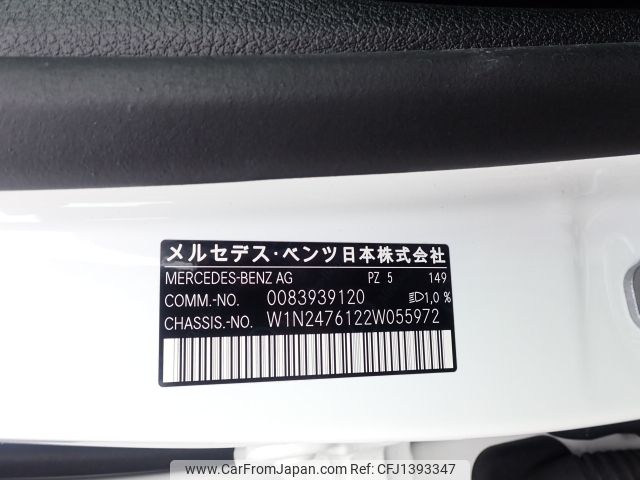 メルセデス・ベンツ日本株式会社
MERCEDES-BENZ AG PZ 5 149
COMM.-NO. 0083939120 1,0 %
CHASSIS.-NO. W1N2476122W055972
www.CarFromJapan.com | Photo ref: CFJ1393347